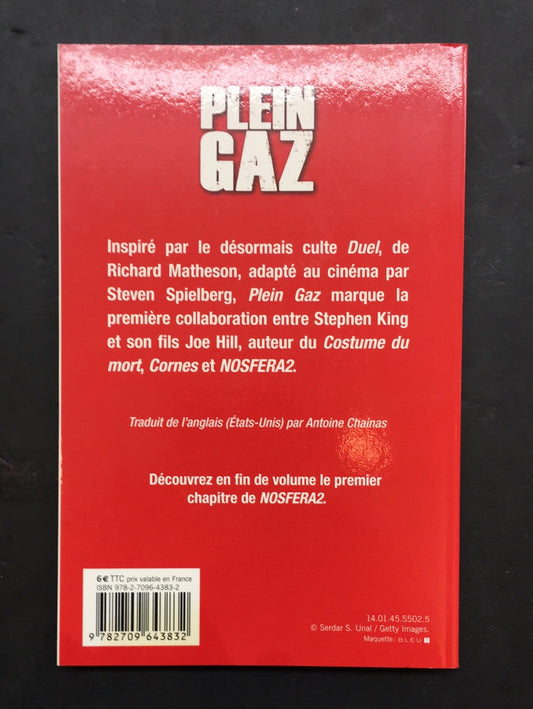 PLEIN
GAZ
Inspiré par le désormais culte Duel, de
Richard Matheson, adapté au cinéma par
Steven Spielberg, Plein Gaz marque la
première collaboration entre Stephen King
et son fils Joe Hill, auteur du Costume du
mort, Cornes et NOSFERA2.
Traduit de l'anglais (États-Unis) par Antoine Chainas
Découvrez en fin de volume le premier
chapitre de NOSFERA2.
6 € TTC prix valable en France
ISBN 978-2-7096-4383-2
9 782709 643832
14.01.45.5502.5
© Serdar S. Unal / Getty Images.
Maquette : BLEU T